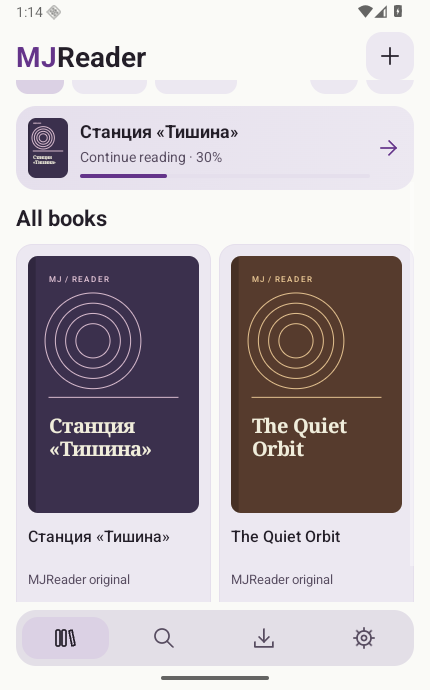 1:14
MJReader
Станция «Тишина»
Continue reading · 30%
All books
MJ / READER
Станция
«Тишина»
MJ / READER
The Quiet
Orbit
Станция «Тишина»
The Quiet Orbit
MJReader original
MJReader original